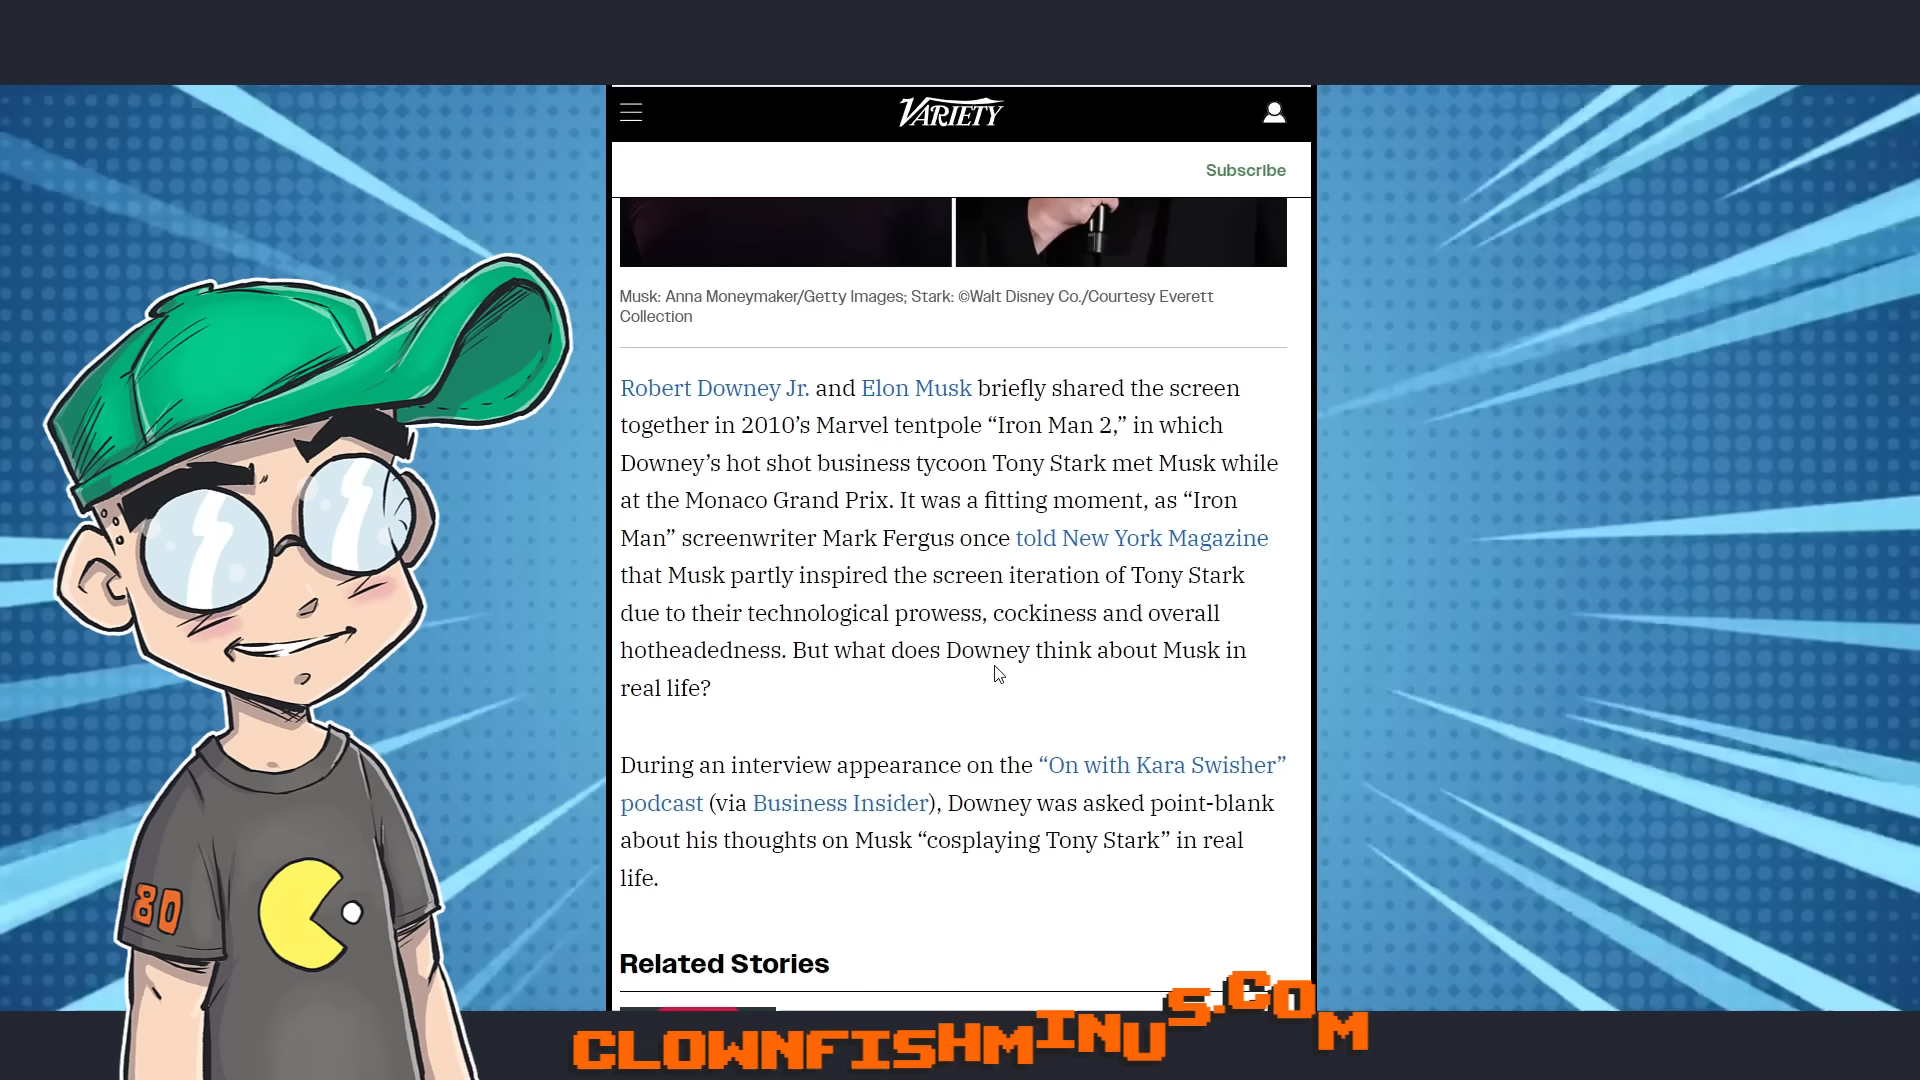 VARIETY
Subscribe
Musk: Anna Moneymaker/Getty Images; Stark: ©Walt Disney Co./Courtesy Everett
Collection
Robert Downey Jr. and Elon Musk briefly shared the screen
together in 2010’s Marvel tentpole “Iron Man 2,” in which
Downey’s hot shot business tycoon Tony Stark met Musk while
at the Monaco Grand Prix. It was a fitting moment, as “Iron
Man” screenwriter Mark Fergus once told New York Magazine
that Musk partly inspired the screen iteration of Tony Stark
due to their technological prowess, cockiness and overall
hotheadedness. But what does Downey think about Musk in
real life?
During an interview appearance on the “On with Kara Swisher”
podcast (via Business Insider), Downey was asked point-blank
about his thoughts on Musk “cosplaying Tony Stark” in real
life.
80
Related Stories
CLOWNFISHMINUS.COM